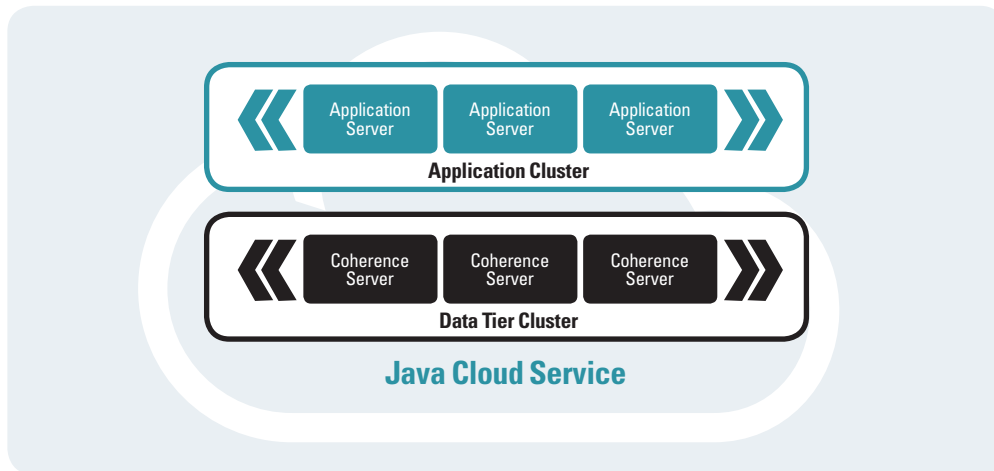 Application
Server
Application
Server
Application
Server
Application Cluster
Coherence
Server
Coherence
Server
Coherence
Server
Data Tier Cluster
Java Cloud Service